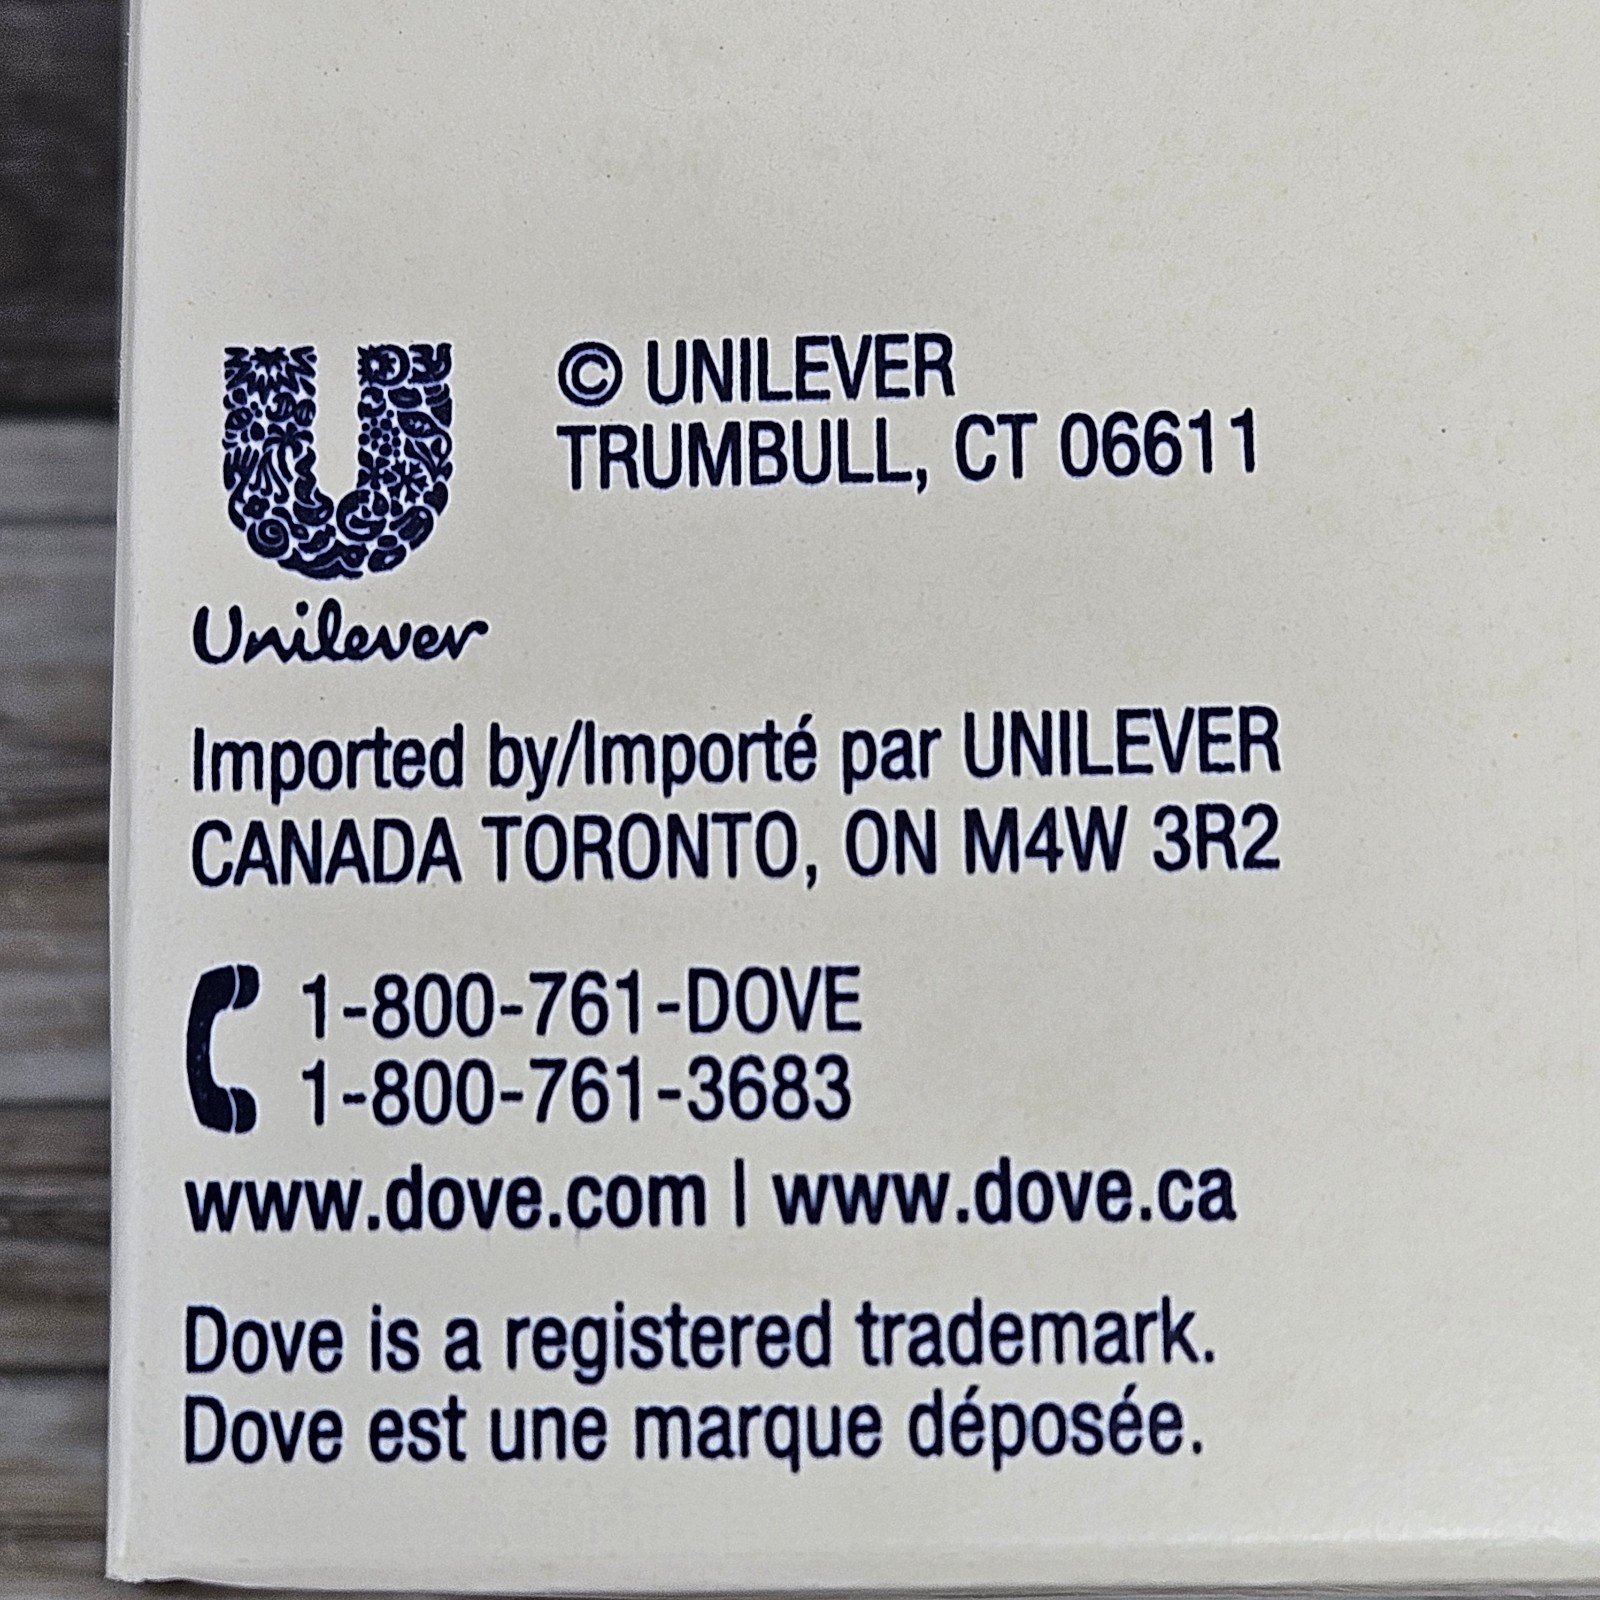 © UNILEVER
TRUMBULL, CT 06611
Unilever
Imported by/Importé par UNILEVER
CANADA TORONTO, ON M4W 3R2
1-800-761-DOVE
1-800-761-3683
www.dove.com | www.dove.ca
Dove is a registered trademark.
Dove est une marque déposée.